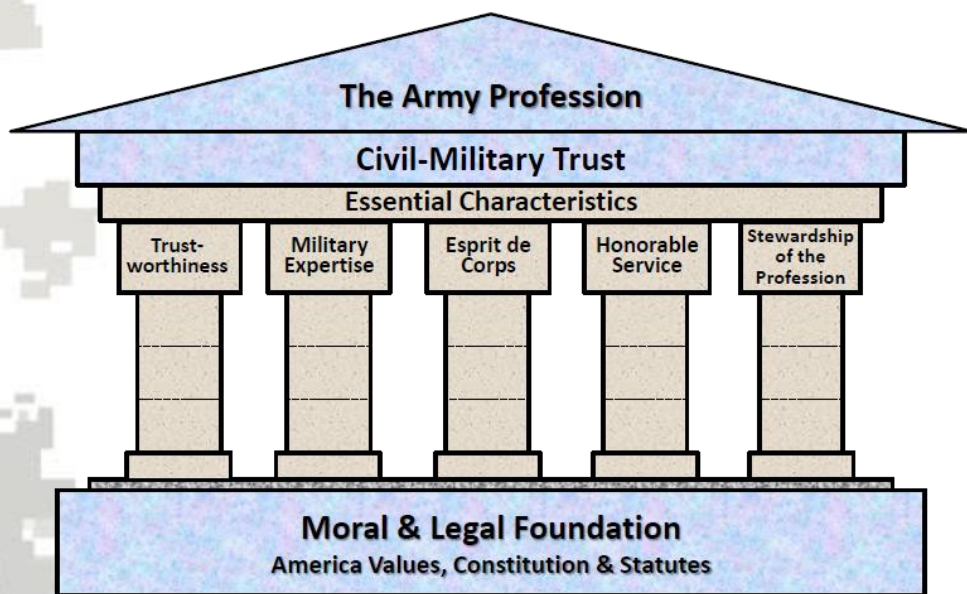 The Army Profession
Civil-Military Trust
Essential Characteristics
Trust-
worthiness
Military
Expertise
Esprit de
Corps
Honorable
Service
Stewardship
of the
Profession
Moral & Legal Foundation
America Values, Constitution & Statutes